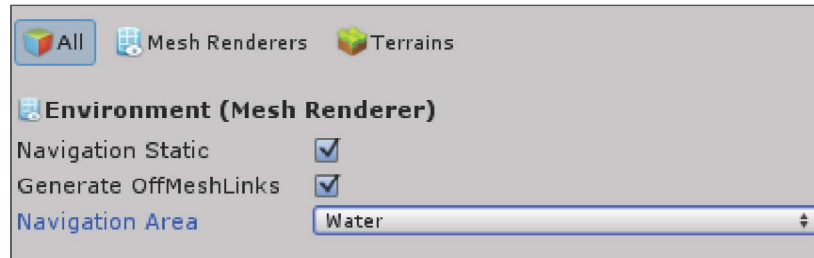 All Mesh Renderers Terrains
Environment (Mesh Renderer)
Navigation Static
Generate OffMeshLinks
Navigation Area Water